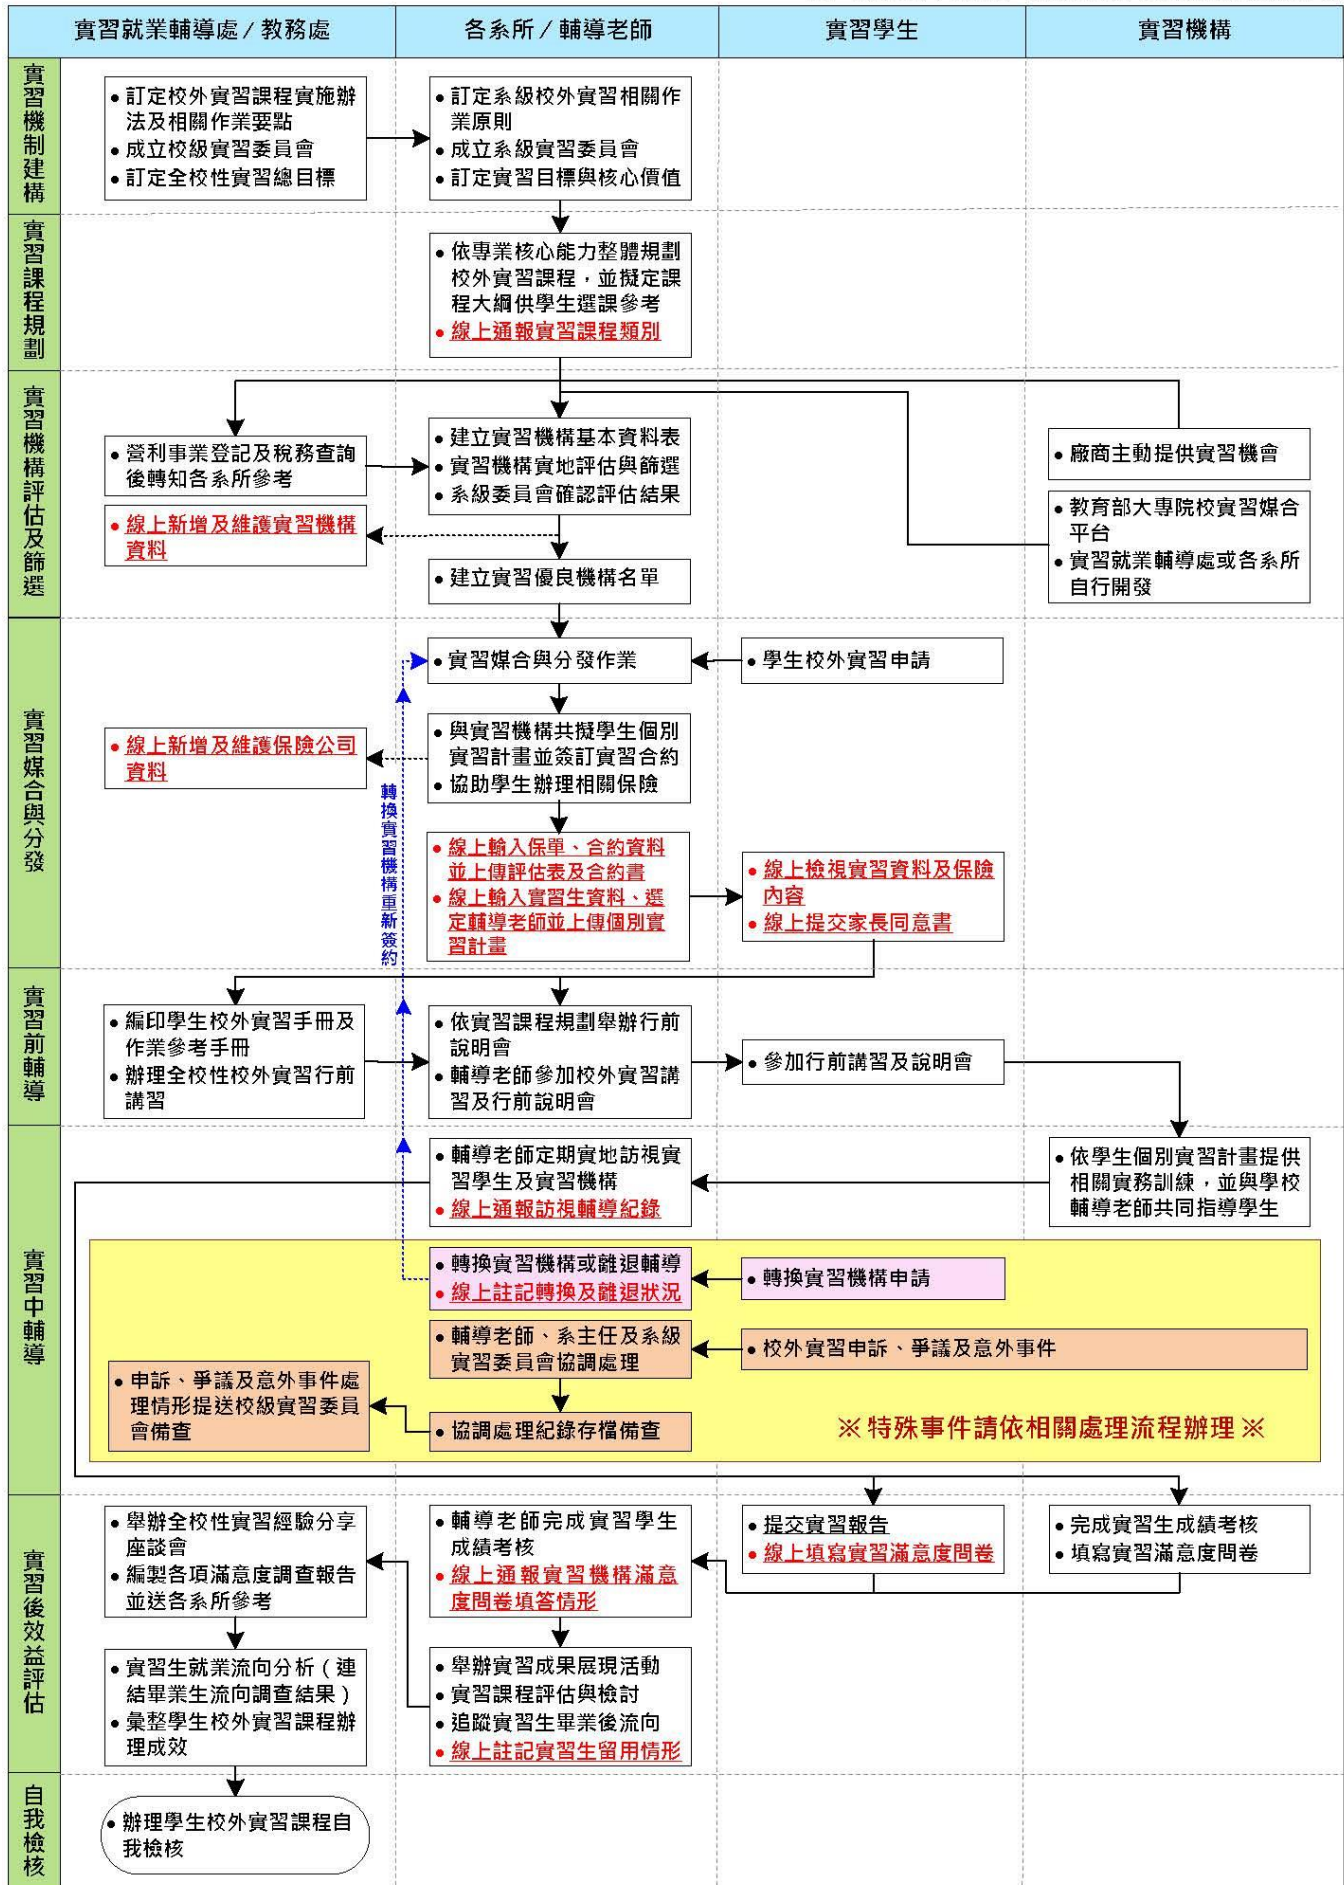 實習就業輔導處/教務處
各系所/輔導老師
實習學生
實習機構
實習機制建構
• 訂定校外實習課程實施辦
法及相關作業要點
• 成立校級實習委員會
• 訂定全校性實習總目標
• 訂定系級校外實習相關作
業原則
• 成立系級實習委員會
• 訂定實習目標與核心價值
實習課程規劃
• 依專業核心能力整體規劃
校外實習課程,並擬定課
程大綱供學生選課參考
• 線上通報實習課程類別
實習機構評估及篩選
• 營利事業登記及稅務查詢
後轉知各系所參考
• 線上新增及維護實習機構
資料
• 建立實習機構基本資料表
• 實習機構實地評估與篩選
• 系級委員會確認評估結果
• 建立實習優良機構名單
• 廠商主動提供實習機會
• 教育部大專院校實習媒合
平台
• 實習就業輔導處或各系所
自行開發
實習媒合與分發
• 實習媒合與分發作業
• 學生校外實習申請
• 線上新增及維護保險公司
資料
• 與實習機構共擬學生個別
實習計畫並簽訂實習合約
• 協助學生辦理相關保險
轉換實習機構重新簽約
• 線上輸入保單、合約資料
並上傳評估表及合約書
• 線上輸入實習生資料、選
定輔導老師並上傳個別實
習計畫
• 線上檢視實習資料及保險
內容
• 線上提交家長同意書
實習前輔導
• 編印學生校外實習手冊及
作業參考手冊
• 辦理全校性校外實習行前
講習
• 依實習課程規劃舉辦行前
說明會
• 輔導老師參加校外實習講
習及行前說明會
• 參加行前講習及說明會
實習中輔導
• 輔導老師定期實地訪視實
習學生及實習機構
• 線上通報訪視輔導紀錄
• 依學生個別實習計畫提供
相關實務訓練,並與學校
輔導老師共同指導學生
• 轉換實習機構或離退輔導
• 線上註記轉換及離退狀況
• 轉換實習機構申請
• 輔導老師、系主任及系級
實習委員會協調處理
• 校外實習申訴、爭議及意外事件
• 申訴、爭議及意外事件處
理情形提送校級實習委員
會備查
• 協調處理紀錄存檔備查
※特殊事件請依相關處理流程辦理※
實習後效益評估
• 舉辦全校性實習經驗分享
座談會
• 編製各項滿意度調查報告
並送各系所參考
• 輔導老師完成實習學生
成績考核
• 線上通報實習機構滿意
度問卷填答情形
• 提交實習報告
• 線上填寫實習滿意度問卷
• 完成實習生成績考核
• 填寫實習滿意度問卷
• 實習生就業流向分析(連
結畢業生流向調查結果)
• 彙整學生校外實習課程辦
理成效
• 舉辦實習成果展現活動
• 實習課程評估與檢討
• 追蹤實習生畢業後流向
• 線上註記實習生留用情形
自我檢核
• 辦理學生校外實習課程自
我檢核